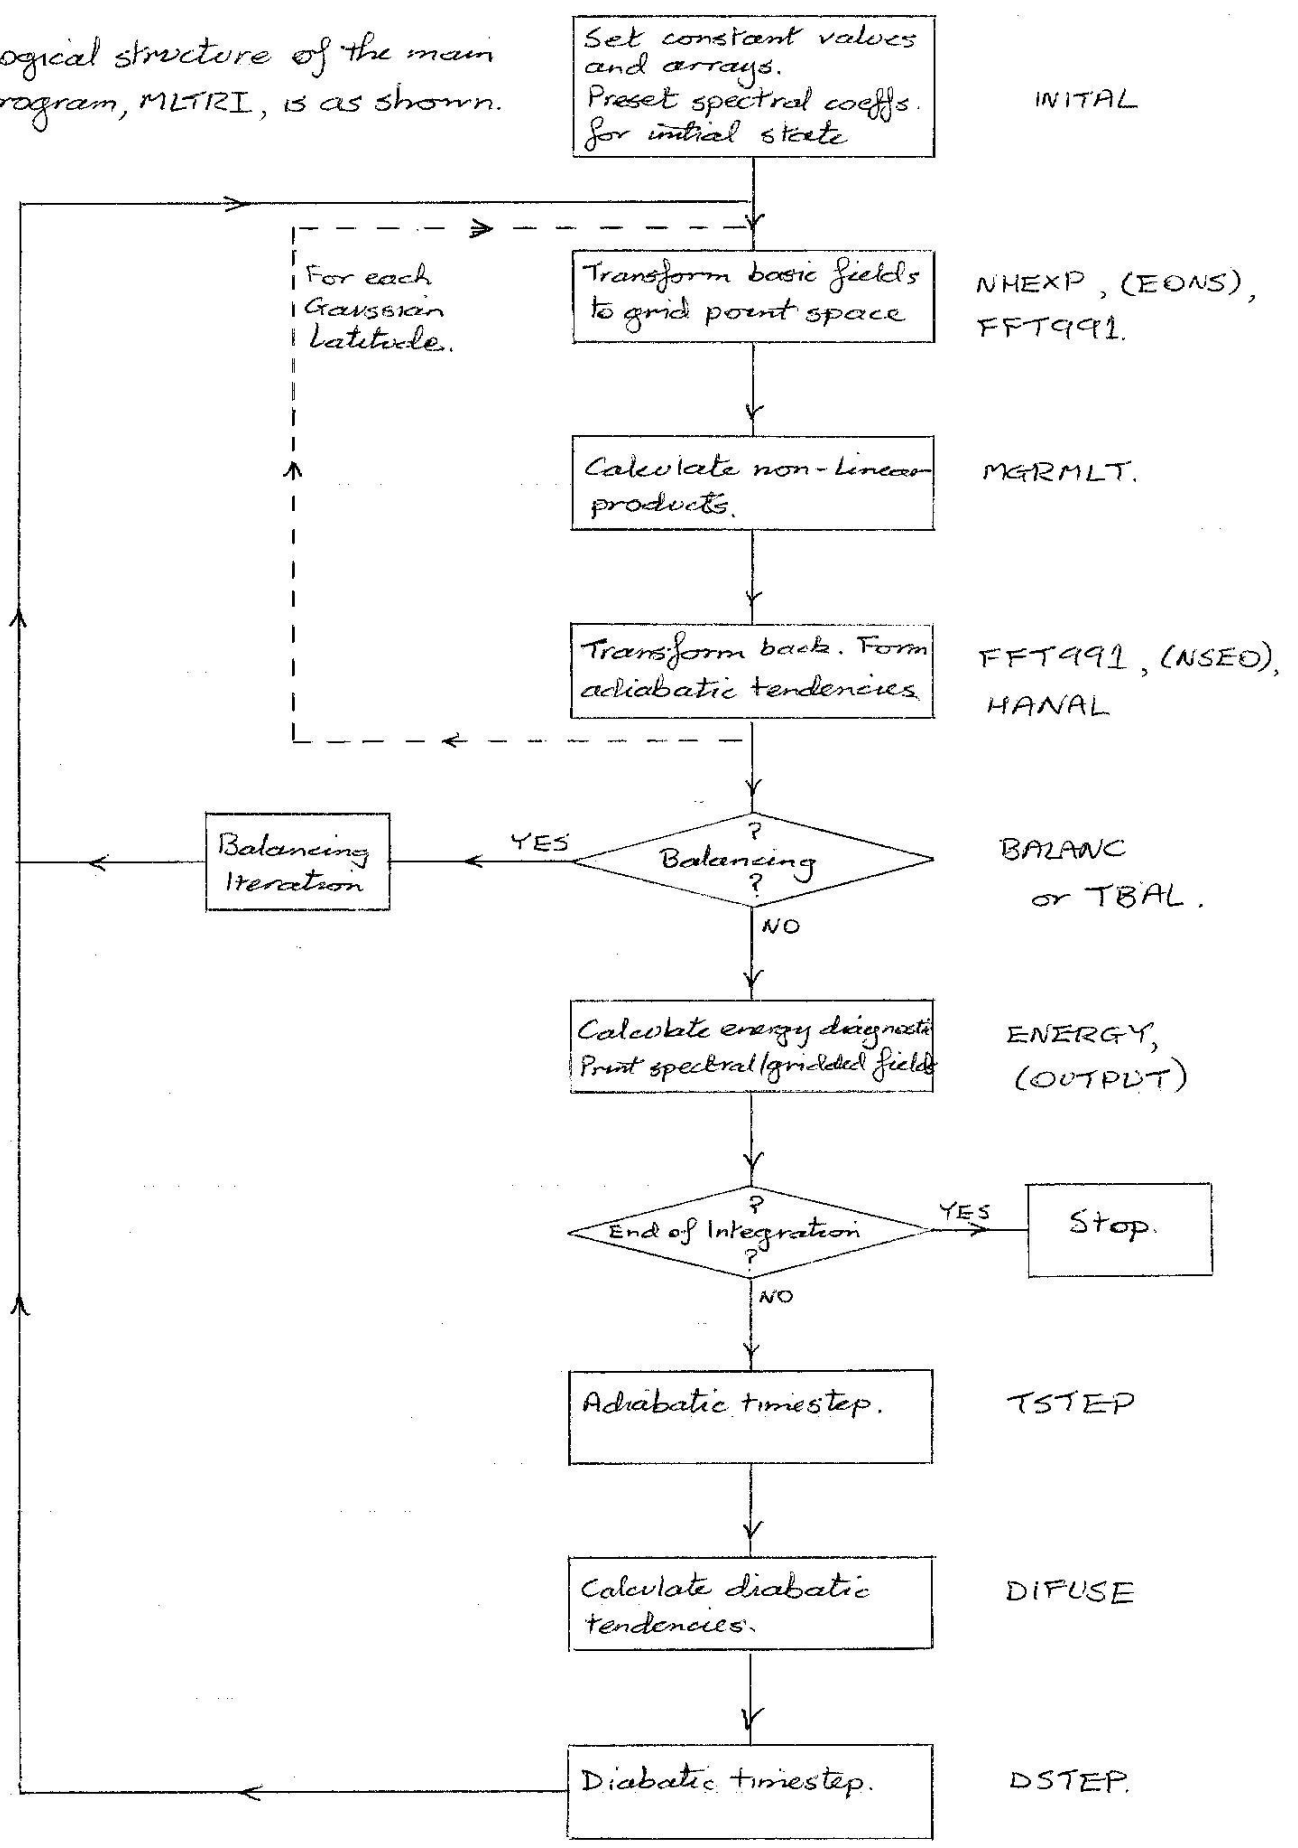 ogical structure of the main
rogram, MLTRI, is as shown.
Set constant values
and arrays.
Preset spectral coeffs.
for initial state
INITAL
For each
Gaussian
Latitude.
Transform basic fields
to grid point space
NHEXP, (EONS),
FFT991.
Calculate non-linear
products.
MGRMLT.
Transform back. Form
adiabatic tendencies
FFT991, (NSEO),
HANAL
Balancing
Iteration
YES
?
Balancing
?
NO
BALANC
or TBAL.
Calculate energy diagnosti
Print spectral/gridded fields
ENERGY,
(OUTPUT)
?
End of Integration
?
YES
Stop.
NO
Adiabatic timestep.
TSTEP
Calculate diabatic
tendencies.
DIFUSE
Diabatic timestep.
DSTEP.